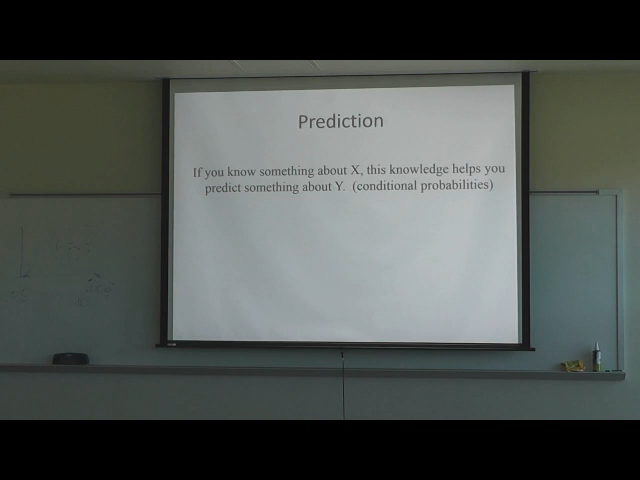 Prediction
If you know something about X, this knowledge helps you
predict something about Y.  (conditional probabilities)